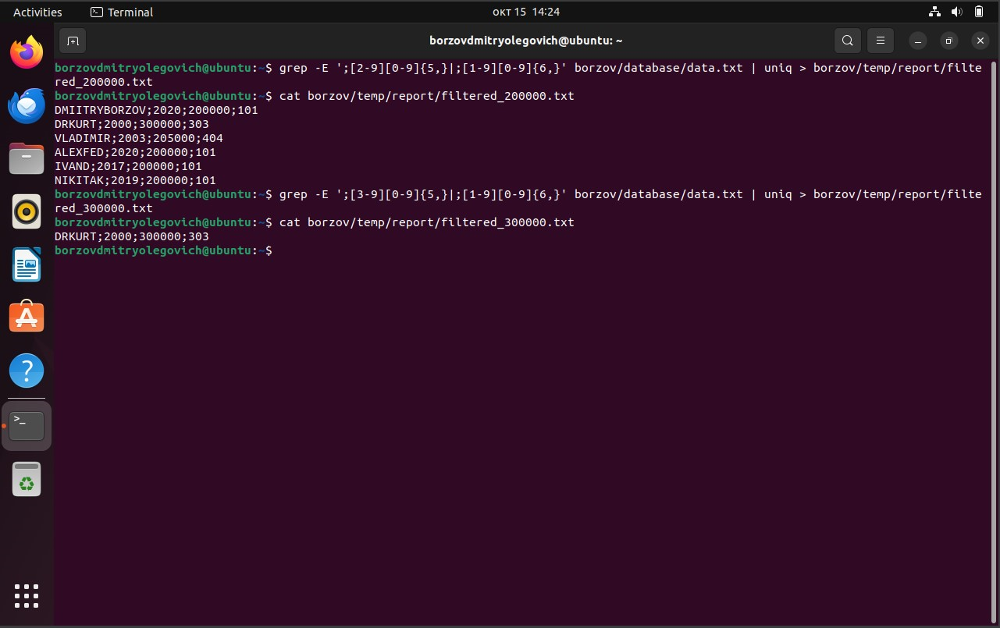 Activities
Terminal
окт 15 14:24
borzovdmitryolegovich@ubuntu: ~
borzovdmitryolegovich@ubuntu:~$ grep -E ';[2-9][0-9]{5,}|;[1-9][0-9]{6,}' borzov/database/data.txt | uniq > borzov/temp/report/filte
red_200000.txt
borzovdmitryolegovich@ubuntu:~$ cat borzov/temp/report/filtered_200000.txt
DMIITRYBORZOV;2020;200000;101
DRKURT;2000;300000;303
VLADIMIR;2003;205000;404
ALEXFED;2020;200000;101
IVAND;2017;200000;101
NIKITAK;2019;200000;101
borzovdmitryolegovich@ubuntu:~$ grep -E ';[3-9][0-9]{5,}|;[1-9][0-9]{6,}' borzov/database/data.txt | uniq > borzov/temp/report/filte
red_300000.txt
borzovdmitryolegovich@ubuntu:~$ cat borzov/temp/report/filtered_300000.txt
DRKURT;2000;300000;303
borzovdmitryolegovich@ubuntu:~$